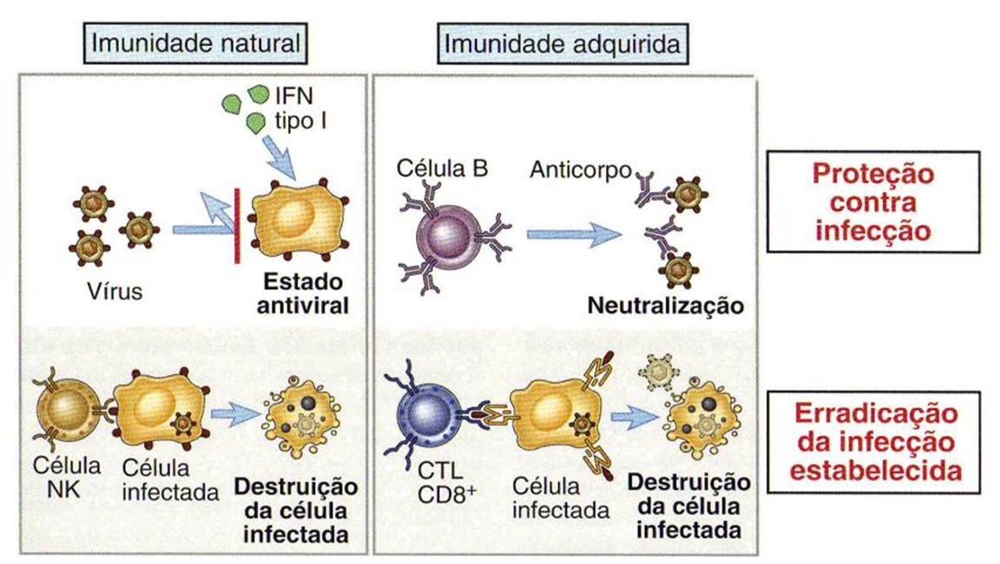 Imunidade natural
Imunidade adquirida
IFN
tipo I
Vírus
Estado
antiviral
Célula B
Anticorpo
Neutralização
Proteção
contra
infecção
Célula
NK
Célula
infectada
Destruição
da célula
infectada
CTL
CD8⁺
Célula
infectada
Destruição
da célula
infectada
Erradicação
da infecção
estabelecida